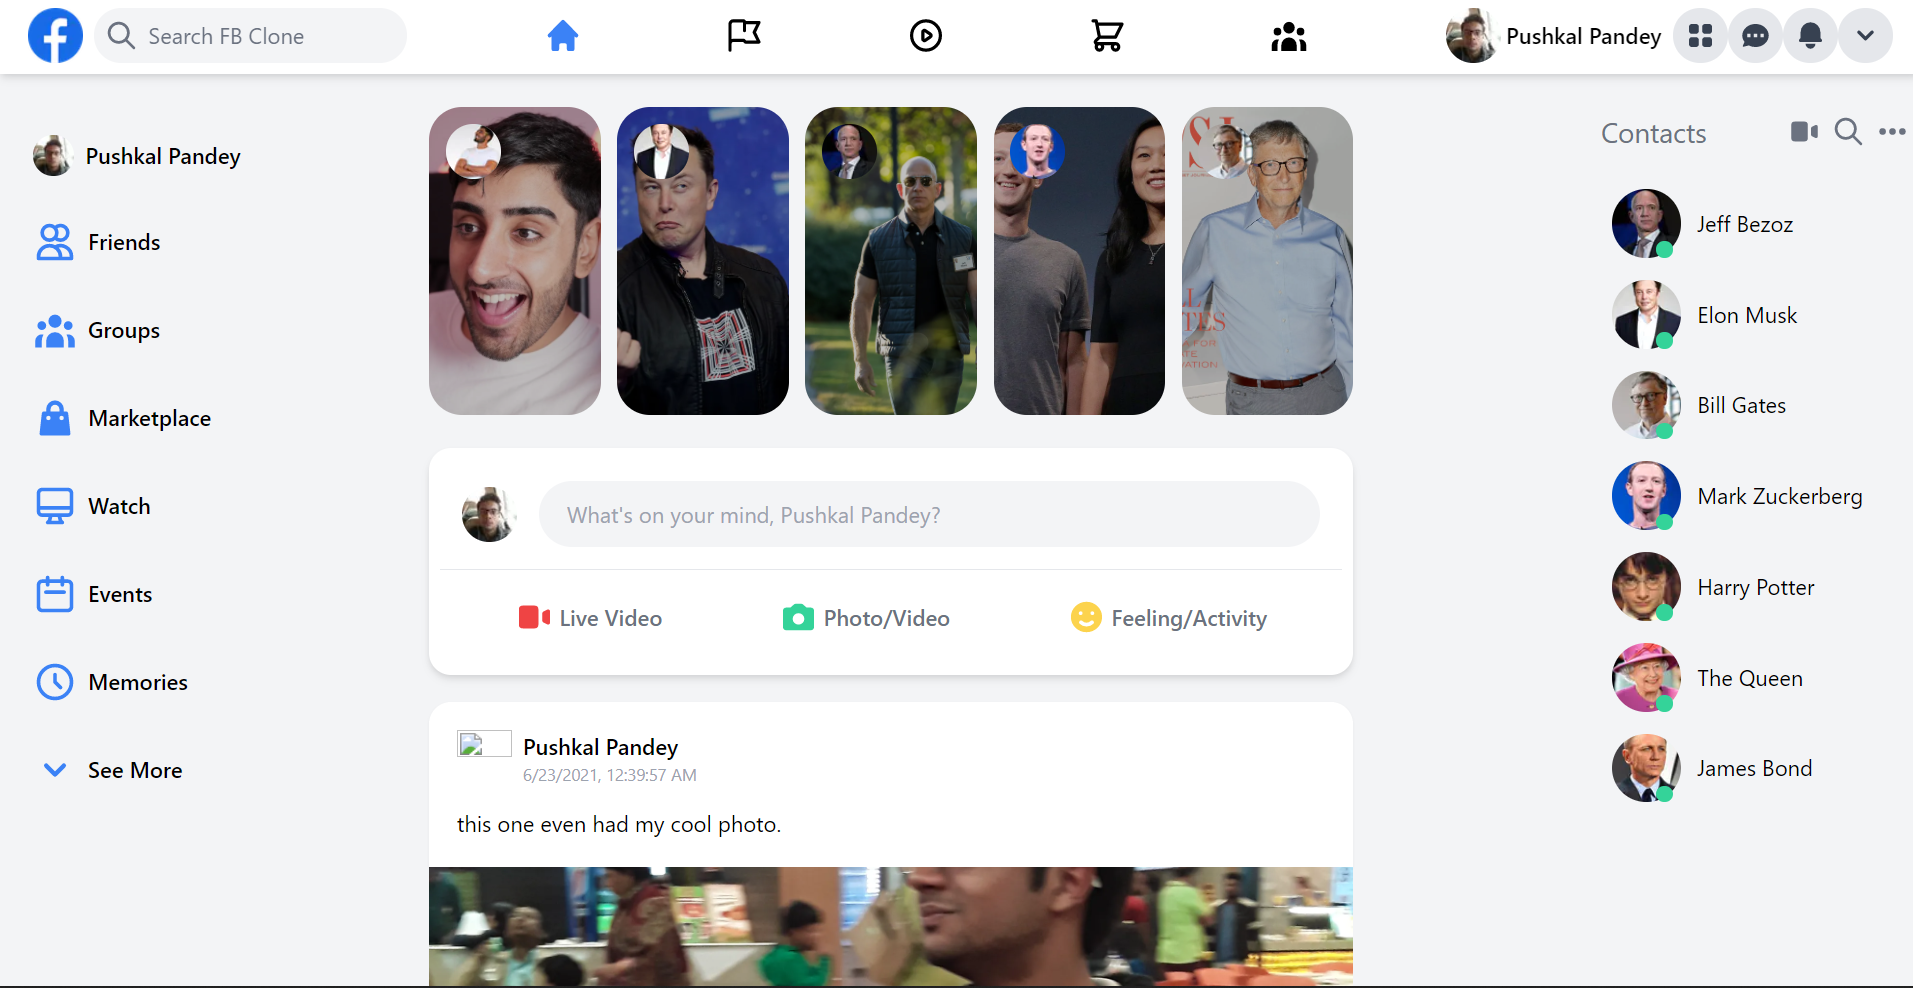 Search FB Clone
Pushkal Pandey
Pushkal Pandey
Friends
Groups
Marketplace
Watch
Events
Memories
See More
What's on your mind, Pushkal Pandey?
Live Video
Photo/Video
Feeling/Activity
Pushkal Pandey
6/23/2021, 12:39:57 AM
this one even had my cool photo.
Contacts
Jeff Bezoz
Elon Musk
Bill Gates
Mark Zuckerberg
Harry Potter
The Queen
James Bond